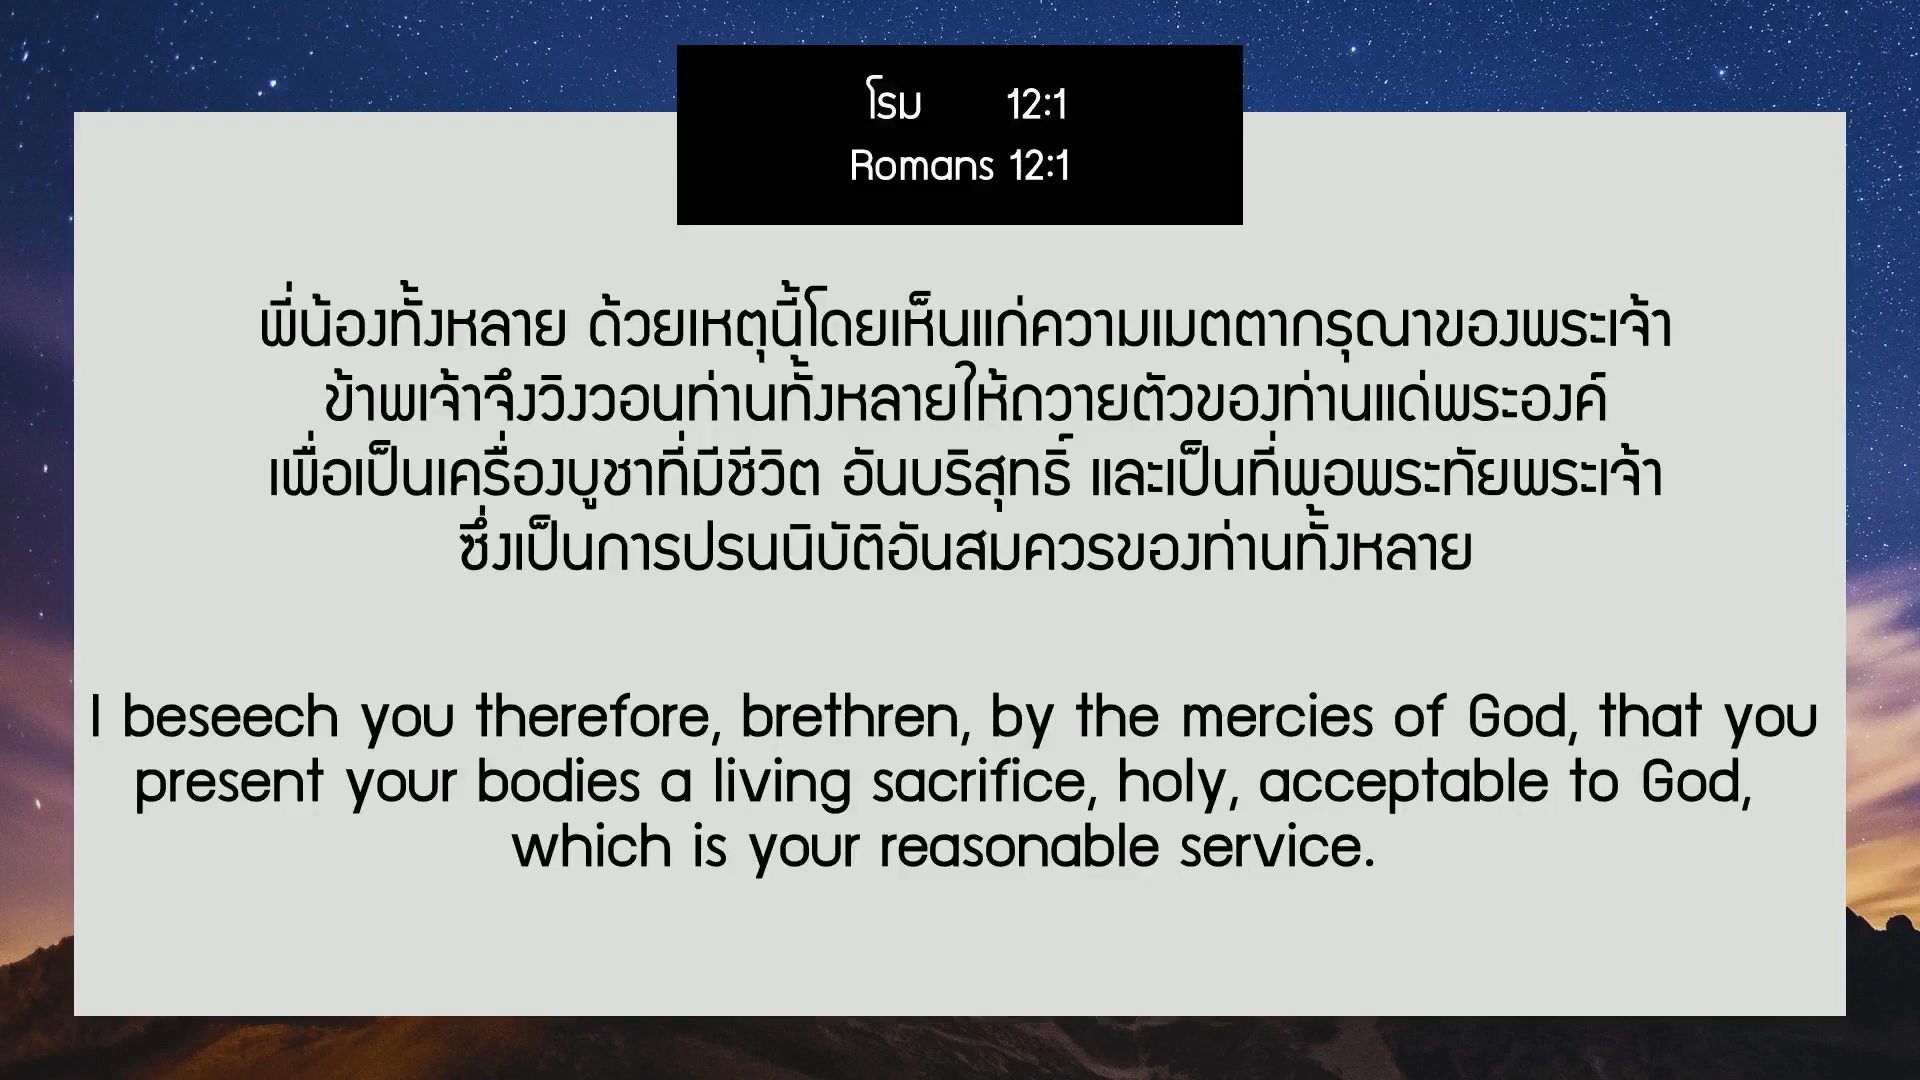 โรม 12:1
Romans 12:1
พี่น้องทั้งหลาย ด้วยเหตุนี้โดยเห็นแก่ความเมตตากรุณาของพระเจ้า
ข้าพเจ้าจึงวิงวอนท่านทั้งหลายให้ถวายตัวของท่านแด่พระองค์
เพื่อเป็นเครื่องบูชาที่มีชีวิต อันบริสุทธิ์ และเป็นที่พอพระทัยพระเจ้า
ซึ่งเป็นการปรนนิบัติอันสมควรของท่านทั้งหลาย
I beseech you therefore, brethren, by the mercies of God, that you
present your bodies a living sacrifice, holy, acceptable to God,
which is your reasonable service.